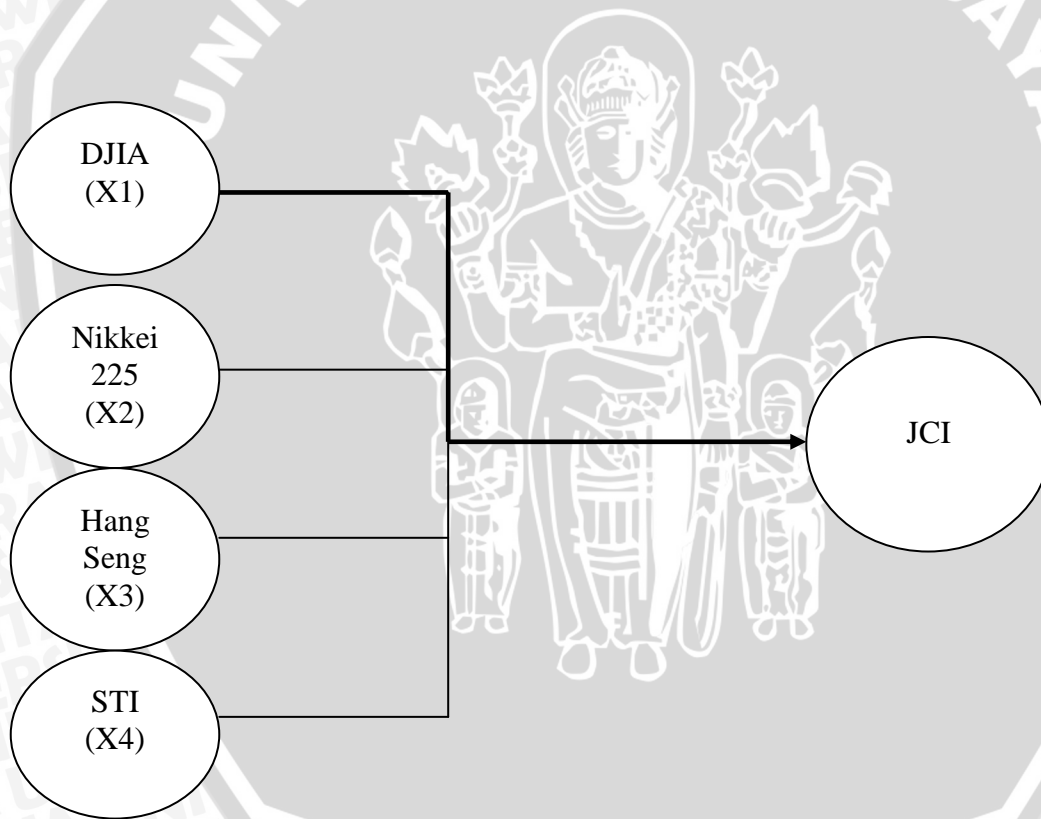 DJIA
(X1)
Nikkei
225
(X2)
Hang
Seng
(X3)
STI
(X4)
JCI